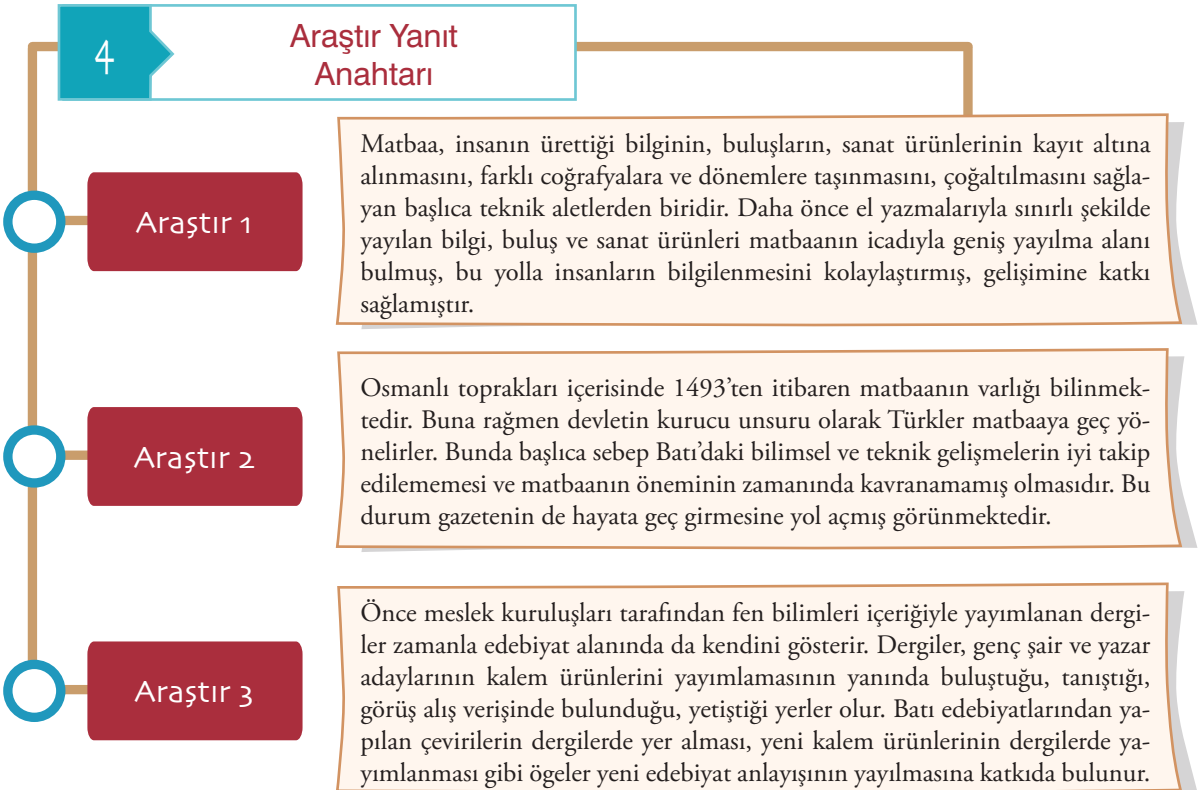 4
Araştır Yanıt
Anahtarı
Araştır 1
Matbaa, insanın ürettiği bilginin, buluşların, sanat ürünlerinin kayıt altına
alınmasını, farklı coğrafyalara ve dönemlere taşınmasını, çoğaltılmasını sağla-
yan başlıca teknik aletlerden biridir. Daha önce el yazmalarıyla sınırlı şekilde
yayılan bilgi, buluş ve sanat ürünleri matbaanın icadıyla geniş yayılma alanı
bulmuş, bu yolla insanların bilgilenmesini kolaylaştırmış, gelişimine katkı
sağlamıştır.
Araştır 2
Osmanlı toprakları içerisinde 1493’ten itibaren matbaanın varlığı bilinmek-
tedir. Buna rağmen devletin kurucu unsuru olarak Türkler matbaaya geç yö-
nelirler. Bunda başlıca sebep Batı’daki bilimsel ve teknik gelişmelerin iyi takip
edilememesi ve matbaanın öneminin zamanında kavranamamış olmasıdır. Bu
durum gazetenin de hayata geç girmesine yol açmış görünmektedir.
Araştır 3
Önce meslek kuruluşları tarafından fen bilimleri içeriğiyle yayımlanan dergi-
ler zamanla edebiyat alanında da kendini gösterir. Dergiler, genç şair ve yazar
adaylarının kalem ürünlerini yayımlamasının yanında buluştuğu, tanıştığı,
görüş alış verişinde bulunduğu, yetiştiği yerler olur. Batı edebiyatlarından ya-
pılan çevirilerin dergilerde yer alması, yeni kalem ürünlerinin dergilerde ya-
yımlanması gibi ögeler yeni edebiyat anlayışının yayılmasına katkıda bulunur.